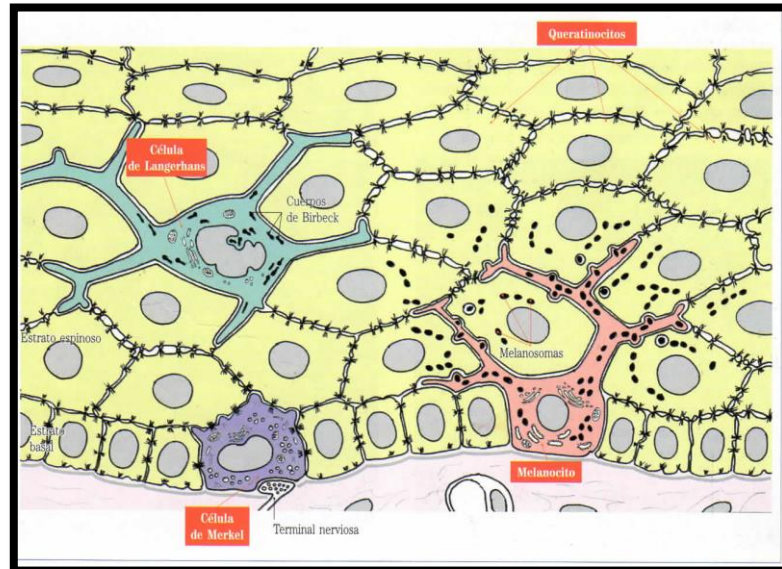 Queratinocitos
Célula
de Langerhans
Cuerpos
de Birbeck
Estrato espinoso
Melanosomas
Estrato
basal
Melanocito
Célula
de Merkel
Terminal nerviosa